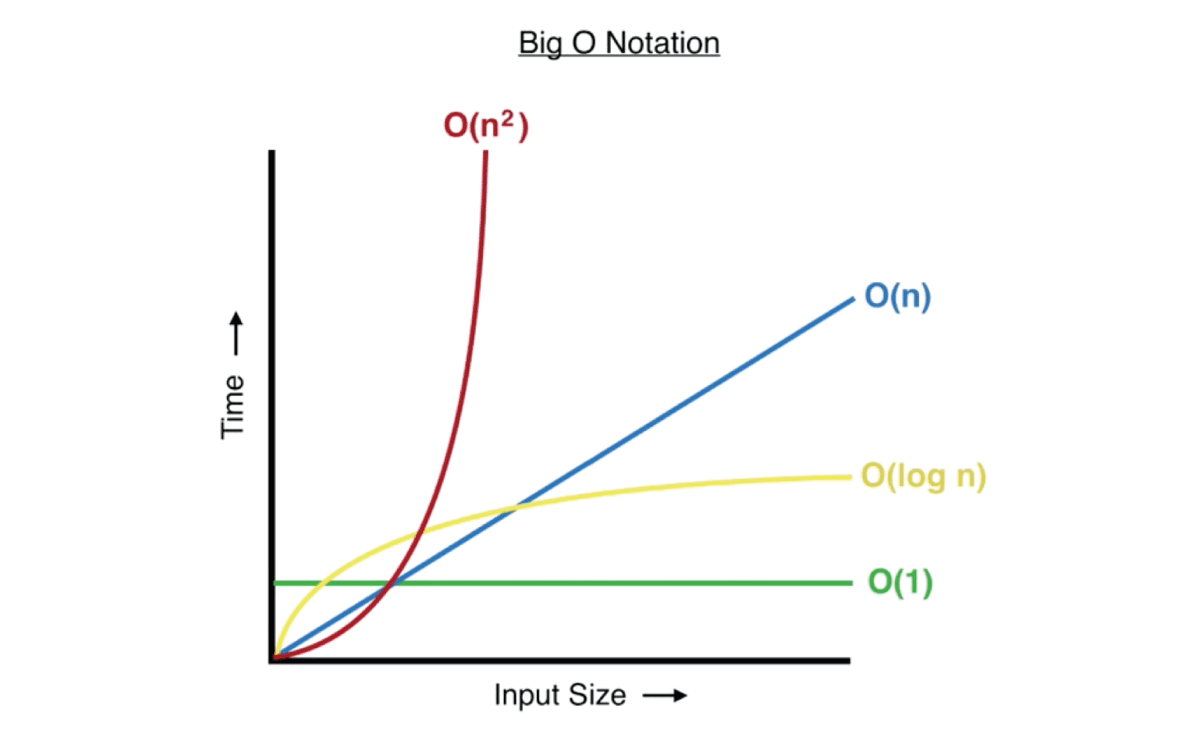 Big O Notation
O(n²)
O(n)
Time →
O(log n)
O(1)
Input Size →